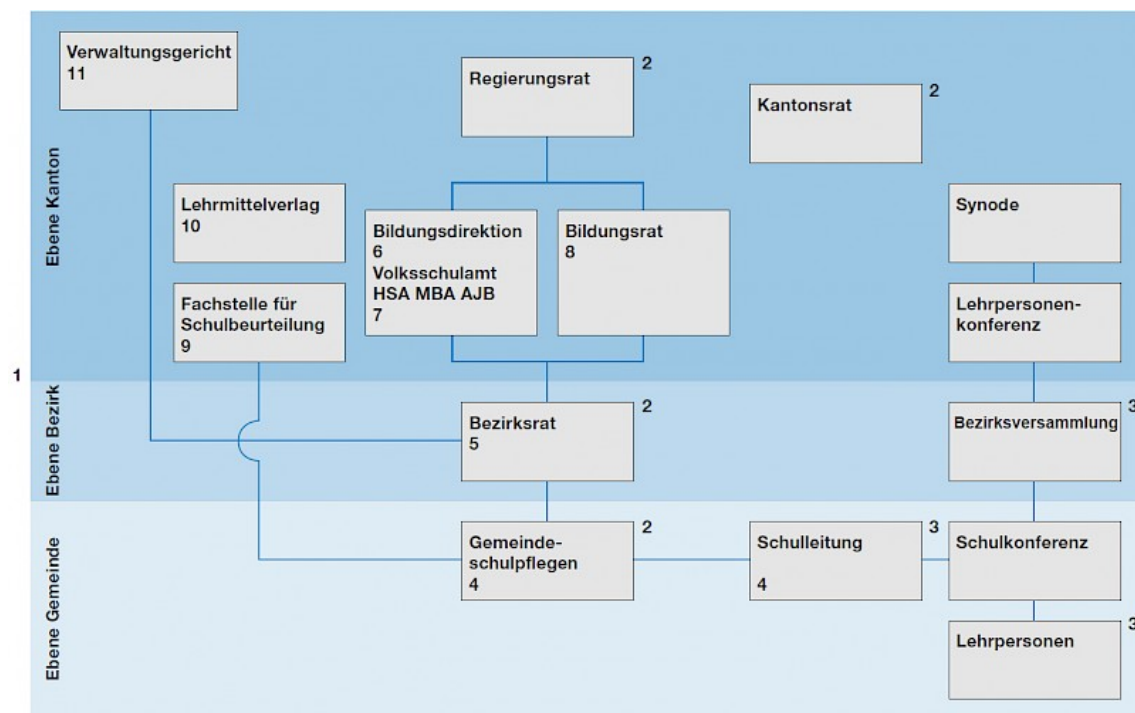 Verwaltungsgericht
11
Regierungsrat
2
Kantonsrat
2
Ebene Kanton
Lehrmittelverlag
10
Bildungsdirektion
6
Volksschulamt
HSA MBA AJB
7
Bildungsrat
8
Synode
Fachstelle für
Schulbeurteilung
9
Lehrpersonen-
konferenz
1
Ebene Bezirk
Bezirksrat
5
2
Bezirksversammlung
3
Ebene Gemeinde
Gemeinde-
schulpflegen
4
2
Schulleitung
4
3
Schulkonferenz
Lehrpersonen
3